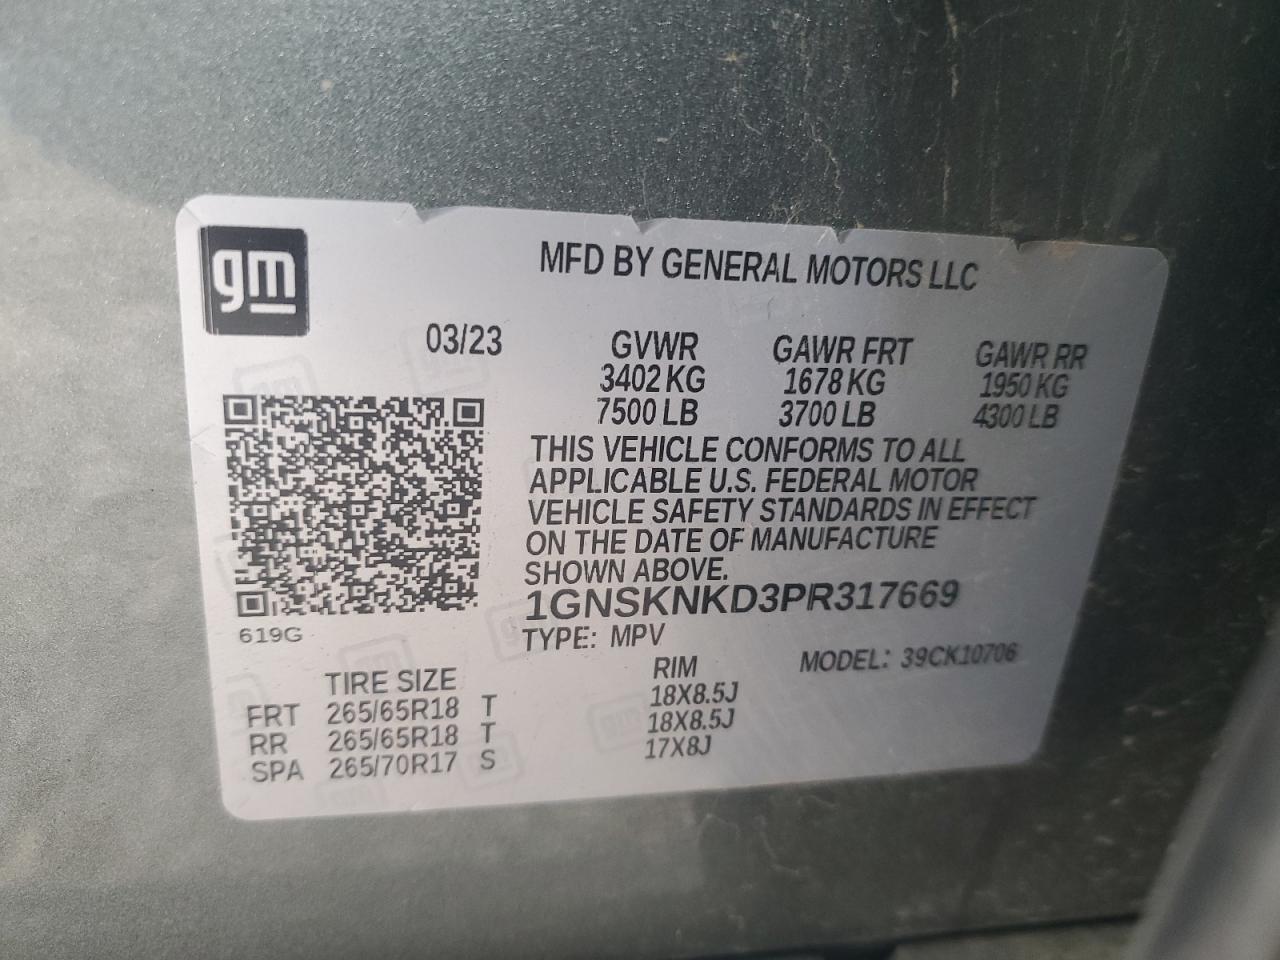 gm
MFD BY GENERAL MOTORS LLC
03/23 GVWR GAWR FRT GAWR RR
3402 KG 1678 KG 1950 KG
7500 LB 3700 LB 4300 LB
THIS VEHICLE CONFORMS TO ALL
APPLICABLE U.S. FEDERAL MOTOR
VEHICLE SAFETY STANDARDS IN EFFECT
ON THE DATE OF MANUFACTURE
SHOWN ABOVE.
1GNSKNKD3PR317669
619G
TYPE: MPV
MODEL: 39CK10706
TIRE SIZE RIM
FRT 265/65R18 T 18X8.5J
RR 265/65R18 T 18X8.5J
SPA 265/70R17 S 17X8J